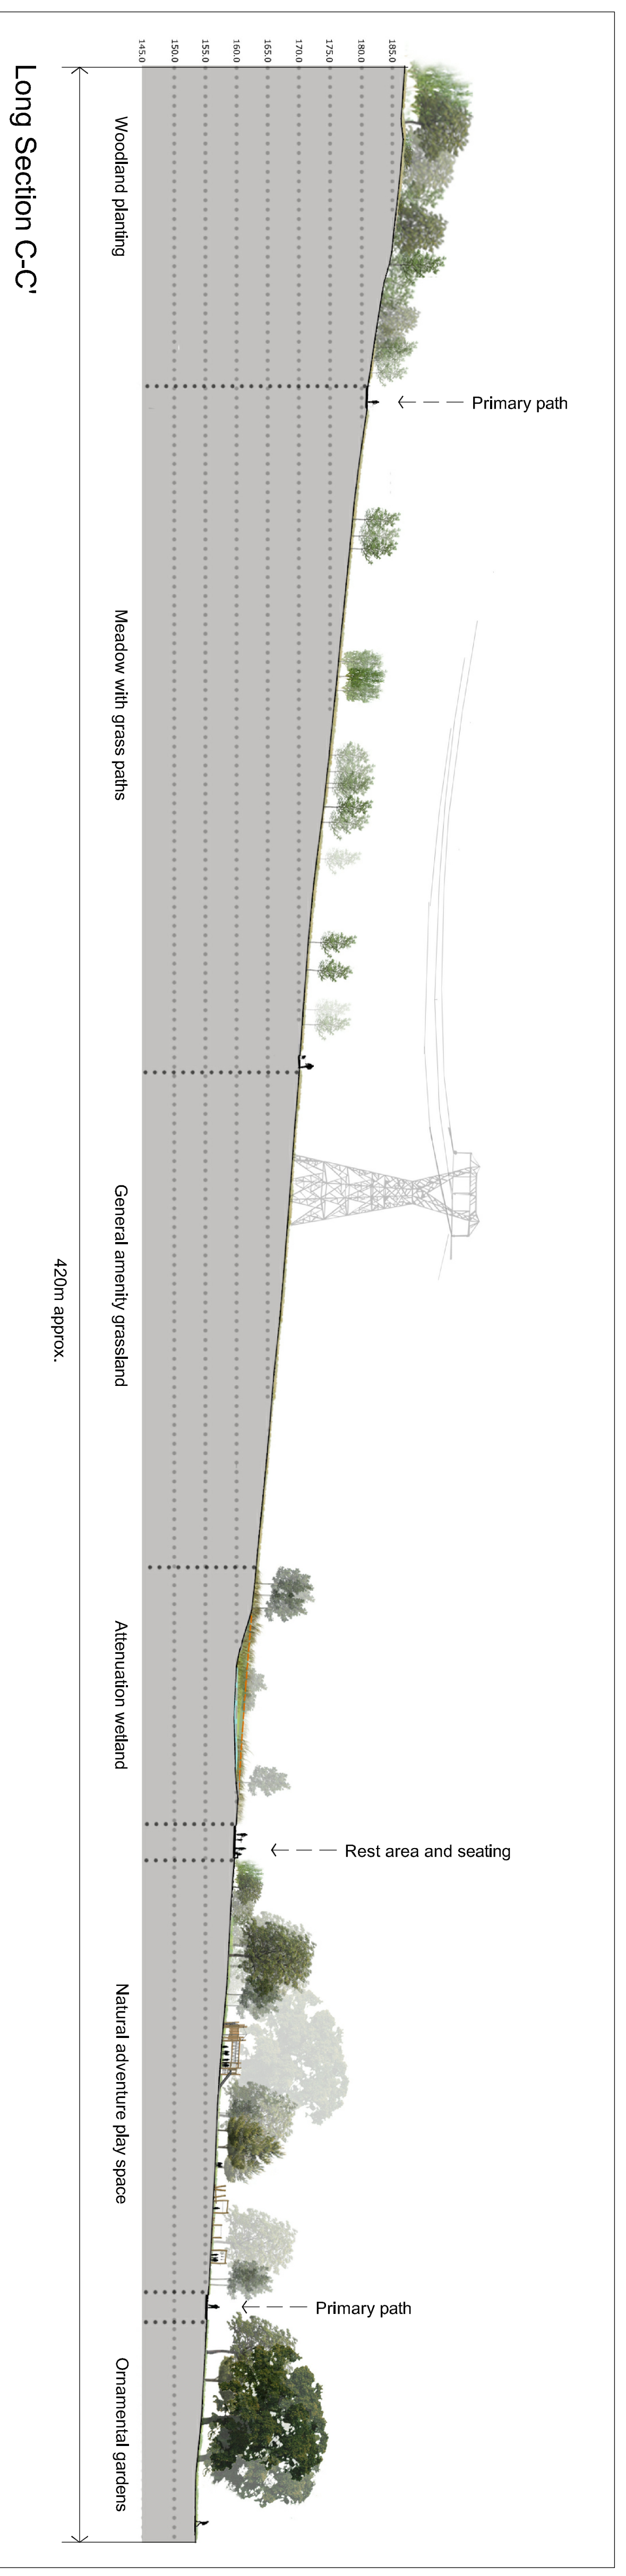 Primary path
Rest area and seating
Primary path
185.0
180.0
175.0
170.0
165.0
160.0
155.0
150.0
145.0
Woodland planting
Meadow with grass paths
General amenity grassland
Attenuation wetland
Natural adventure play space
Ornamental gardens
420m approx.
Long Section C-C'